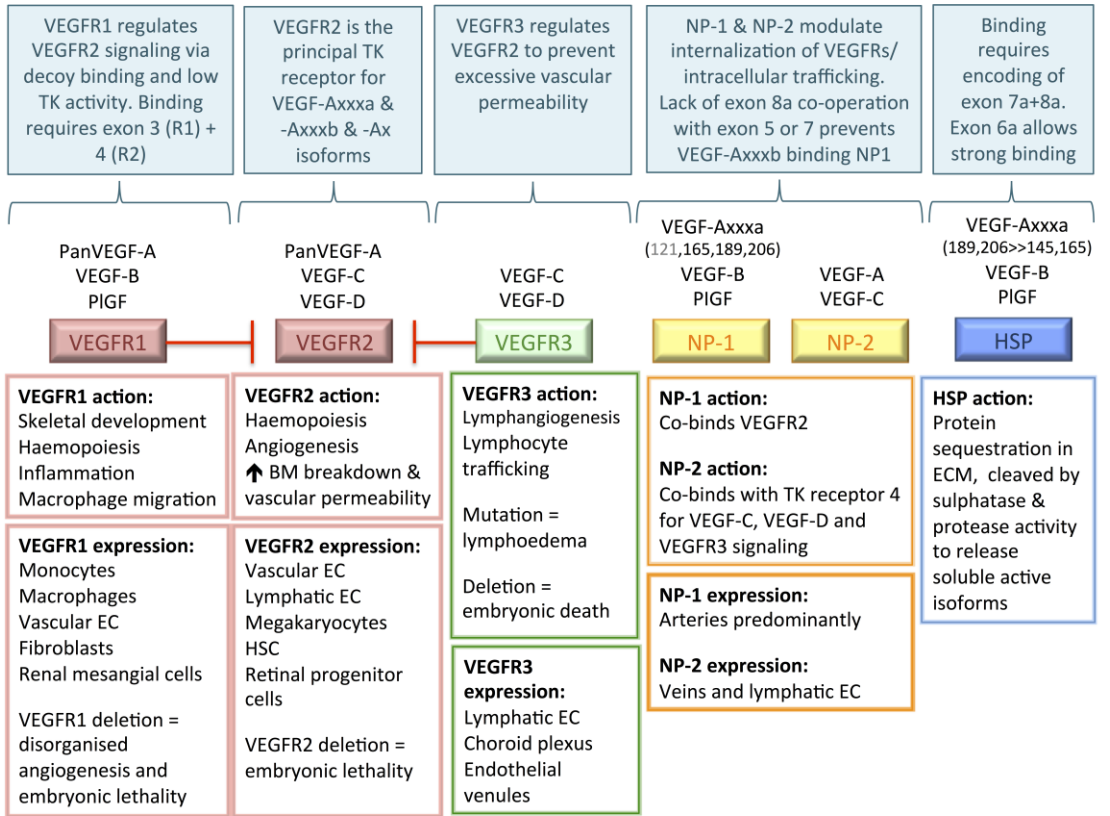 VEGFR1 regulates
VEGFR2 signaling via
decoy binding and low
TK activity. Binding
requires exon 3 (R1) +
4 (R2)
VEGFR2 is the
principal TK
receptor for
VEGF-Axxxa &
-Axxxb & -Ax
isoforms
VEGFR3 regulates
VEGFR2 to prevent
excessive vascular
permeability
NP-1 & NP-2 modulate
internalization of VEGFRs/
intracellular trafficking.
Lack of exon 8a co-operation
with exon 5 or 7 prevents
VEGF-Axxxb binding NP1
Binding
requires
encoding of
exon 7a+8a.
Exon 6a allows
strong binding
PanVEGF-A
VEGF-B
PlGF
VEGFR1
PanVEGF-A
VEGF-C
VEGF-D
VEGFR2
VEGF-C
VEGF-D
VEGFR3
VEGF-Axxxa
(121,165,189,206)
VEGF-B
PlGF
NP-1
VEGF-A
VEGF-C
NP-2
VEGF-Axxxa
(189,206>>145,165)
VEGF-B
PlGF
HSP
VEGFR1 action:
Skeletal development
Haemopoiesis
Inflammation
Macrophage migration
VEGFR1 expression:
Monocytes
Macrophages
Vascular EC
Fibroblasts
Renal mesangial cells
VEGFR1 deletion =
disorganised
angiogenesis and
embryonic lethality
VEGFR2 action:
Haemopoiesis
Angiogenesis
↑ BM breakdown &
vascular permeability
VEGFR2 expression:
Vascular EC
Lymphatic EC
Megakaryocytes
HSC
Retinal progenitor
cells
VEGFR2 deletion =
embryonic lethality
VEGFR3 action:
Lymphangiogenesis
Lymphocyte
trafficking
Mutation =
lymphoedema
Deletion =
embryonic death
VEGFR3
expression:
Lymphatic EC
Choroid plexus
Endothelial
venules
NP-1 action:
Co-binds VEGFR2
NP-2 action:
Co-binds with TK receptor 4
for VEGF-C, VEGF-D and
VEGFR3 signaling
NP-1 expression:
Arteries predominantly
NP-2 expression:
Veins and lymphatic EC
HSP action:
Protein
sequestration in
ECM, cleaved by
sulphatase &
protease activity
to release
soluble active
isoforms